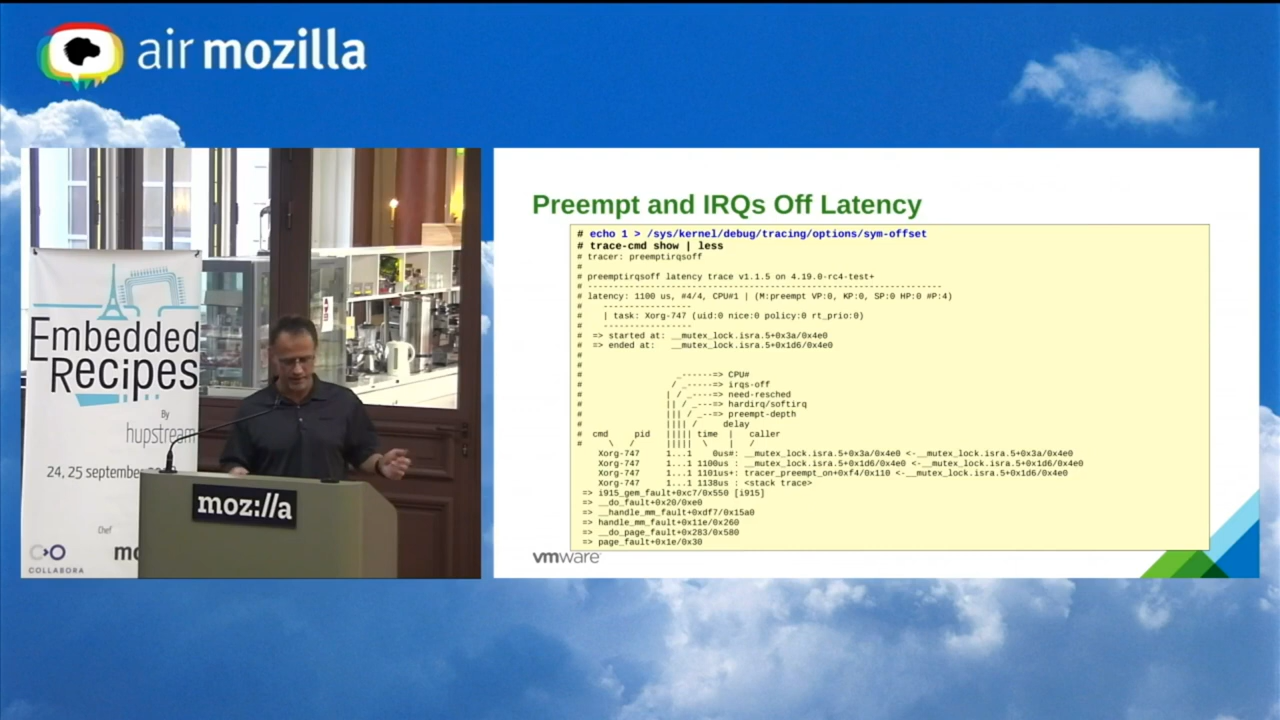 air mozilla
Embedded
Recipes
By
hupstream
24, 25 september
Chef
COLLABORA
moz://a
Preempt and IRQs Off Latency
# echo 1 > /sys/kernel/debug/tracing/options/sym-offset
# trace-cmd show | less
# tracer: preemptirqsoff
#
# preemptirqsoff latency trace v1.1.5 on 4.19.0-rc4-test+
# --------------------------------------------------------------------
# latency: 1100 us, #4/4, CPU#1 | (M:preempt VP:0, KP:0, SP:0 HP:0 #P:4)
#    -----------------
#    | task: Xorg-747 (uid:0 nice:0 policy:0 rt_prio:0)
#    -----------------
#  => started at: __mutex_lock.isra.5+0x3a/0x4e0
#  => ended at:   __mutex_lock.isra.5+0x1d6/0x4e0
#
#
#                  _------=> CPU#
#                 / _-----=> irqs-off
#                | / _----=> need-resched
#                || / _---=> hardirq/softirq
#                ||| / _--=> preempt-depth
#                |||| /     delay
#  cmd     pid   ||||| time  |   caller
#     \   /      |||||  \    |   /
    Xorg-747     1...1    0us#: __mutex_lock.isra.5+0x3a/0x4e0 <-__mutex_lock.isra.5+0x3a/0x4e0
    Xorg-747     1...1 1100us : __mutex_lock.isra.5+0x1d6/0x4e0 <-__mutex_lock.isra.5+0x1d6/0x4e0
    Xorg-747     1...1 1101us+: tracer_preempt_on+0xf4/0x110 <-__mutex_lock.isra.5+0x1d6/0x4e0
    Xorg-747     1...1 1138us : <stack trace>
 => i915_gem_fault+0xc7/0x550 [i915]
 => __do_fault+0x20/0xe0
 => __handle_mm_fault+0xdf7/0x15a0
 => handle_mm_fault+0x11e/0x260
 => __do_page_fault+0x283/0x580
 => page_fault+0x1e/0x30
vmware